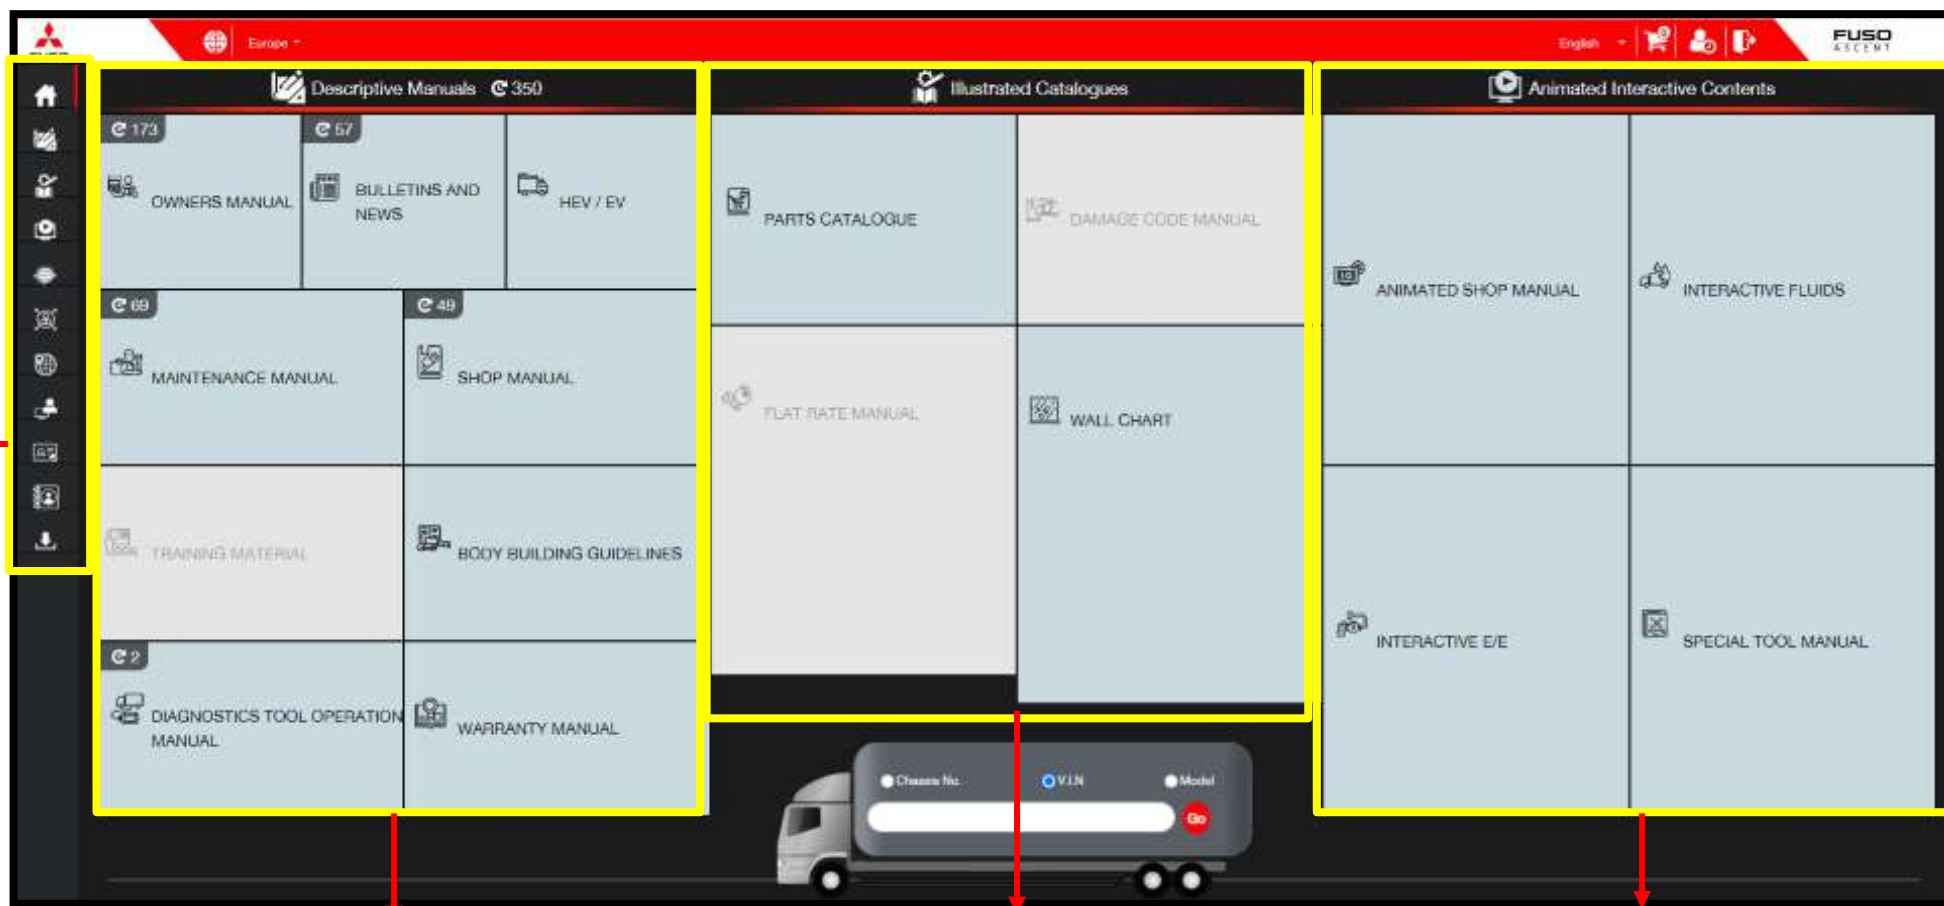 FUSO
Europe
English
FUSO
ASCENT
Descriptive Manuals 350
Illustrated Catalogues
Animated Interactive Contents
173
57
OWNERS MANUAL
BULLETINS AND
NEWS
HEV / EV
69
49
MAINTENANCE MANUAL
SHOP MANUAL
TRAINING MATERIAL
BODY BUILDING GUIDELINES
2
DIAGNOSTICS TOOL OPERATION
MANUAL
WARRANTY MANUAL
PARTS CATALOGUE
DAMAGE CODE MANUAL
FLAT RATE MANUAL
WALL CHART
ANIMATED SHOP MANUAL
INTERACTIVE FLUIDS
INTERACTIVE E/E
SPECIAL TOOL MANUAL
Chassis No.
V.I.N
Model
Go